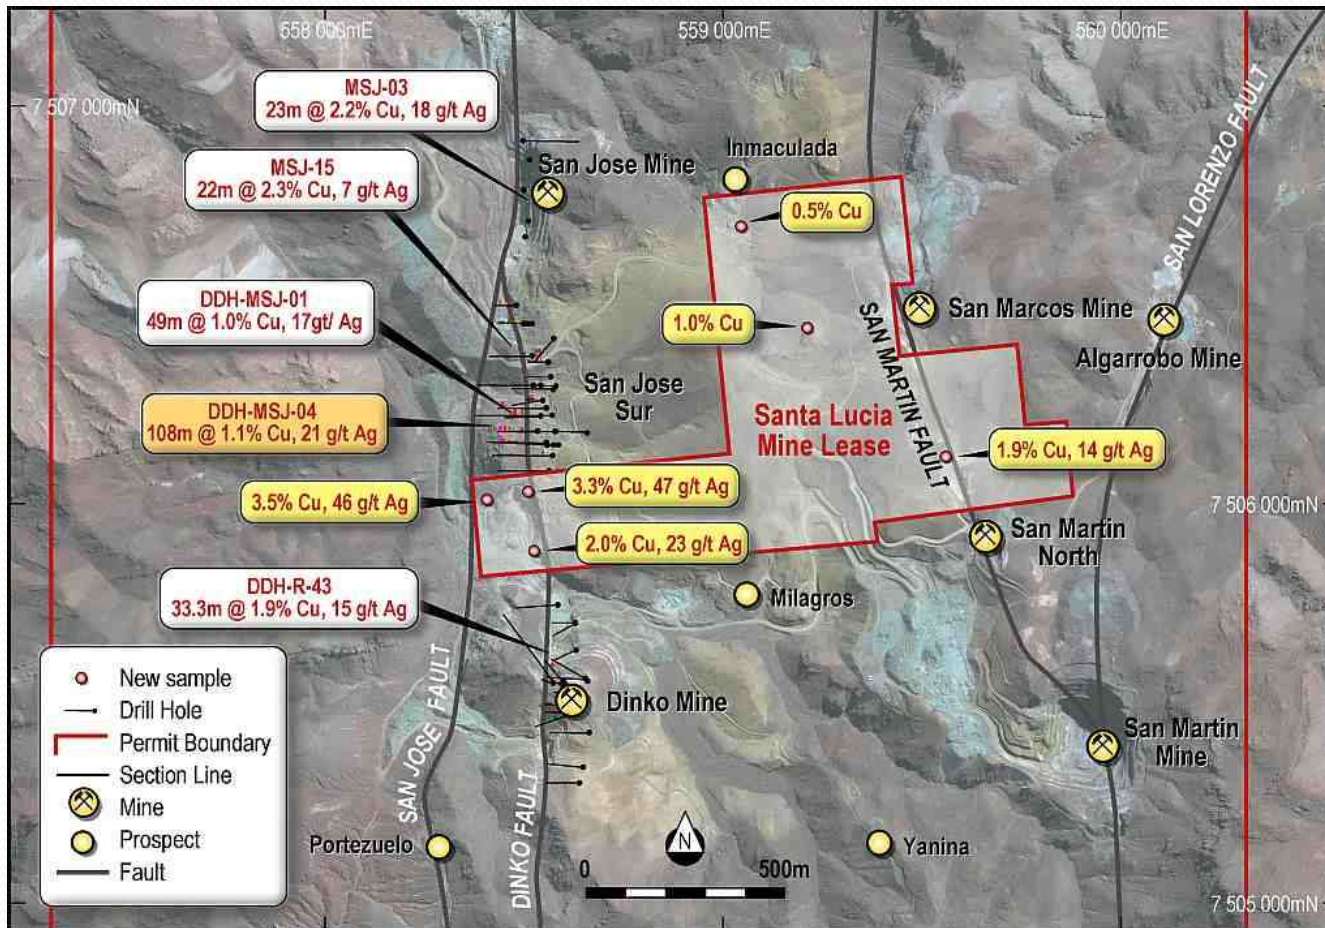 558 000mE
559 000mE
560 000mE
7 507 000mN
MSJ-03
23m @ 2.2% Cu, 18 g/t Ag
San Jose Mine
Inmaculada
SAN LORENZO FAULT
MSJ-15
22m @ 2.3% Cu, 7 g/t Ag
0.5% Cu
DDH-MSJ-01
49m @ 1.0% Cu, 17gt/ Ag
1.0% Cu
San Marcos Mine
Algarrobo Mine
SAN MARTIN FAULT
San Jose
Sur
DDH-MSJ-04
108m @ 1.1% Cu, 21 g/t Ag
Santa Lucia
Mine Lease
1.9% Cu, 14 g/t Ag
3.5% Cu, 46 g/t Ag
3.3% Cu, 47 g/t Ag
7 506 000mN
2.0% Cu, 23 g/t Ag
San Martin
North
DDH-R-43
33.3m @ 1.9% Cu, 15 g/t Ag
Milagros
New sample
Drill Hole
Permit Boundary
Section Line
Mine
Prospect
Fault
SAN JOSE FAULT
Dinko Mine
San Martin
Mine
DINKO FAULT
Portezuelo
N
Yanina
0
500m
7 505 000mN